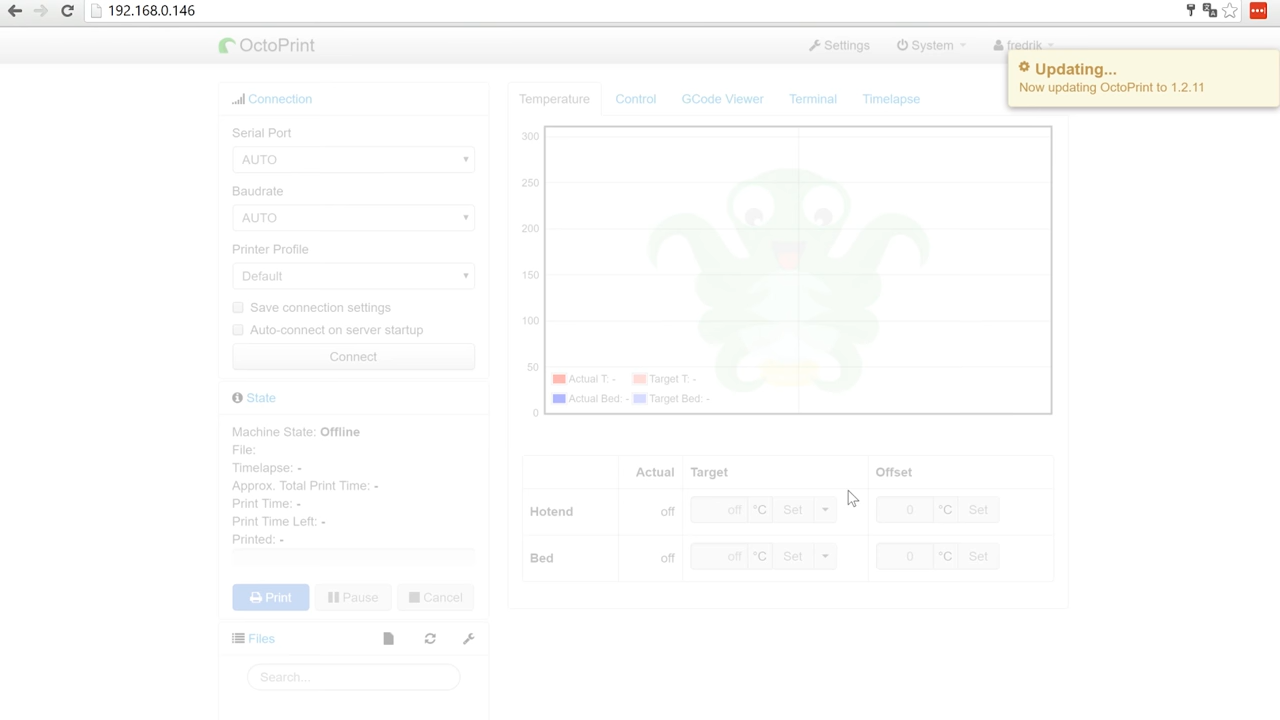 192.168.0.146
OctoPrint
Settings
System
fredrik
Updating...
Now updating OctoPrint to 1.2.11
Connection
Serial Port
AUTO
Baudrate
AUTO
Printer Profile
Default
Save connection settings
Auto-connect on server startup
Connect
State
Machine State: Offline
File:
Timelapse: -
Approx. Total Print Time: -
Print Time: -
Print Time Left: -
Printed: -
Print
Pause
Cancel
Files
Search...
Temperature
Control
GCode Viewer
Terminal
Timelapse
300
250
200
150
100
50
0
Actual T: -
Target T: -
Actual Bed: -
Target Bed: -
Actual
Target
Offset
Hotend
off
off
°C
Set
0
°C
Set
Bed
off
off
°C
Set
0
°C
Set